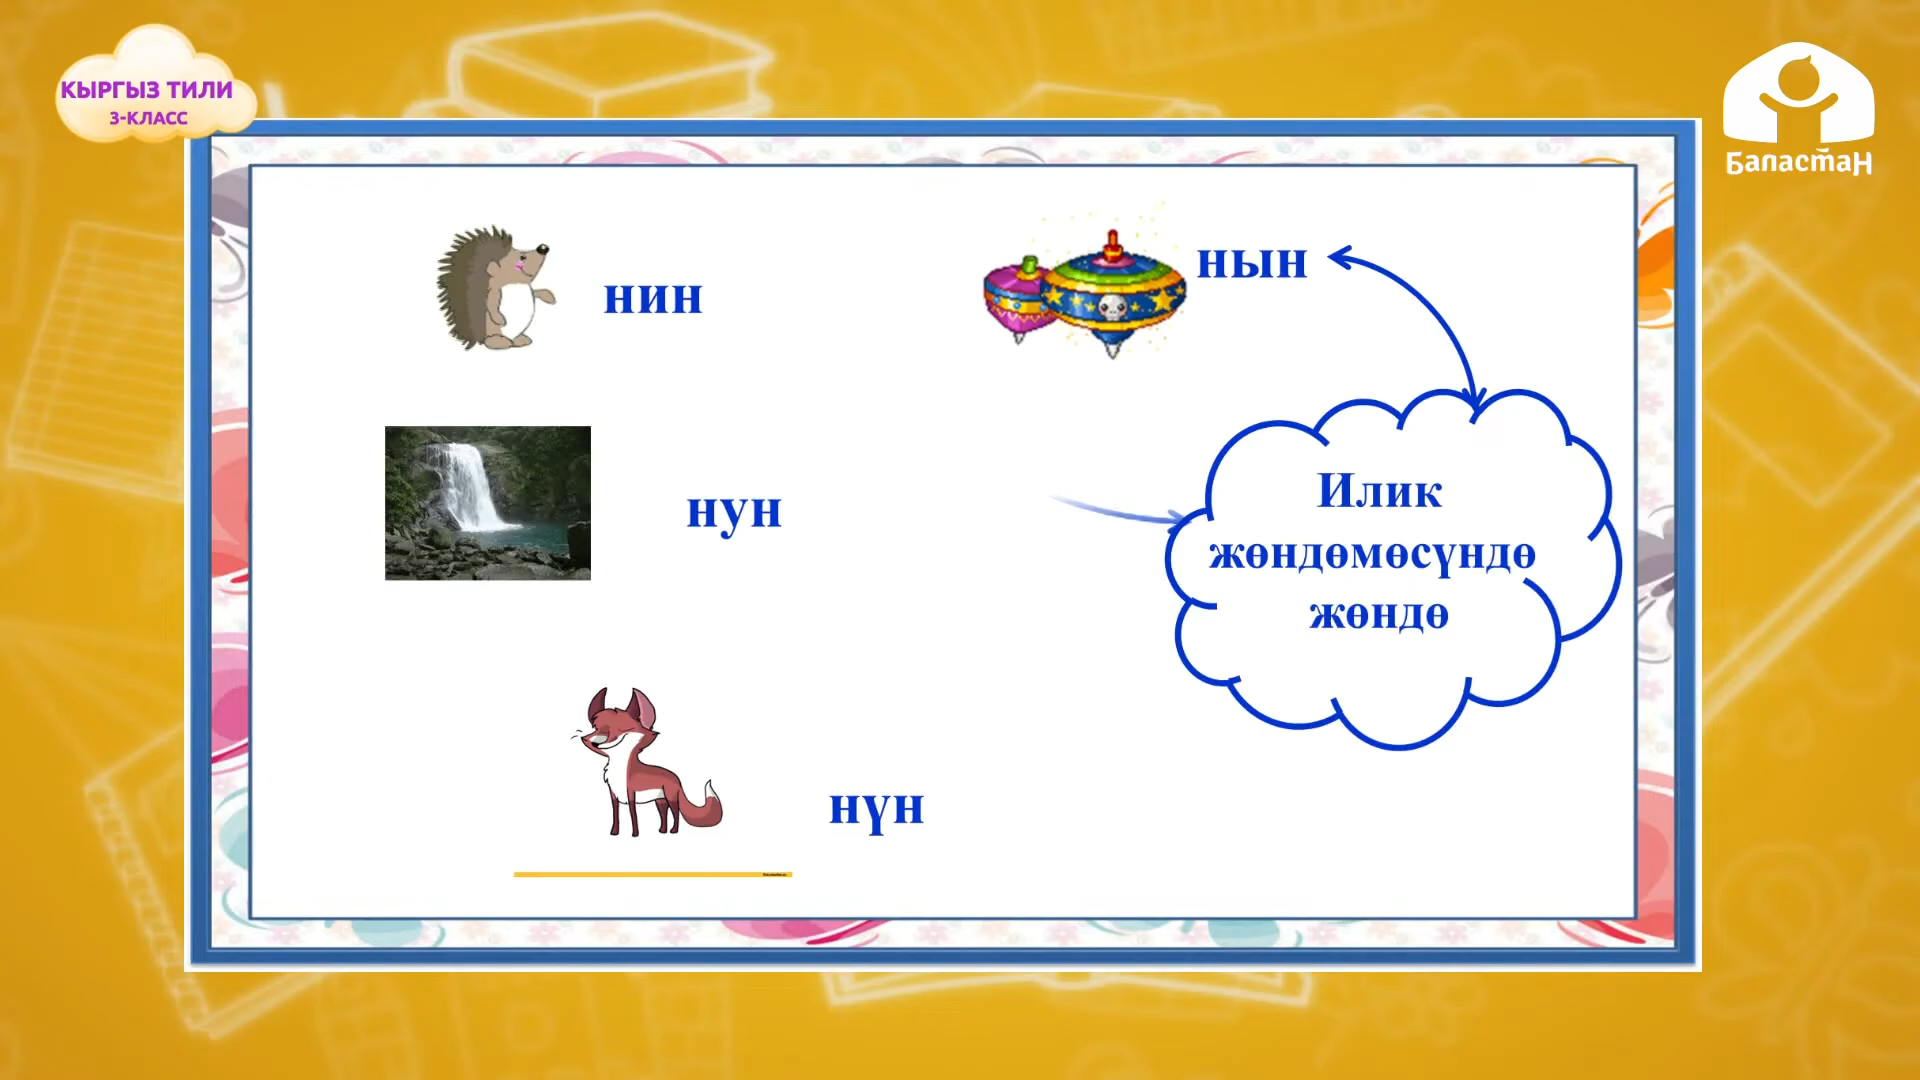 КЫРГЫЗ ТИЛИ
3-КЛАСС
Баластан
нин
нын
нун
Илик
жөндөмөсүндө
жөндө
нүн